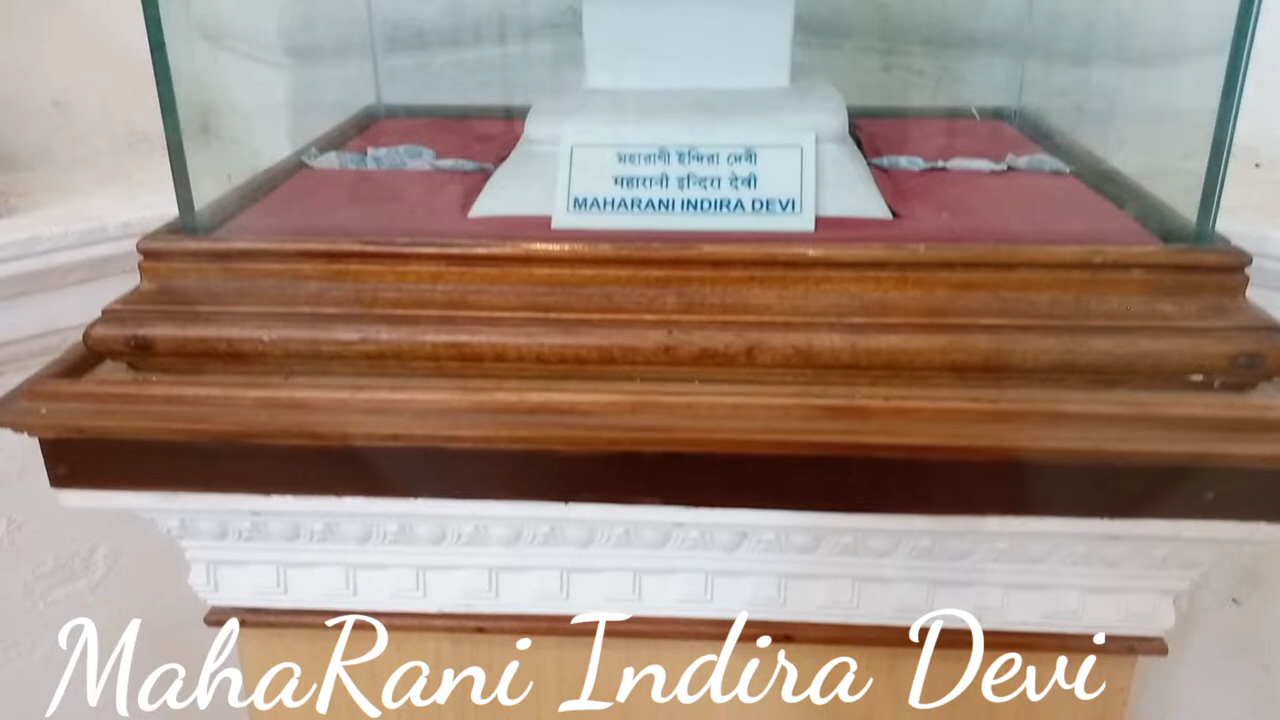 মহারাণী ইন্দিরা দেবী
महारानी इन्दिरा देवी
MAHARANI INDIRA DEVI
MahaRani Indira Devi